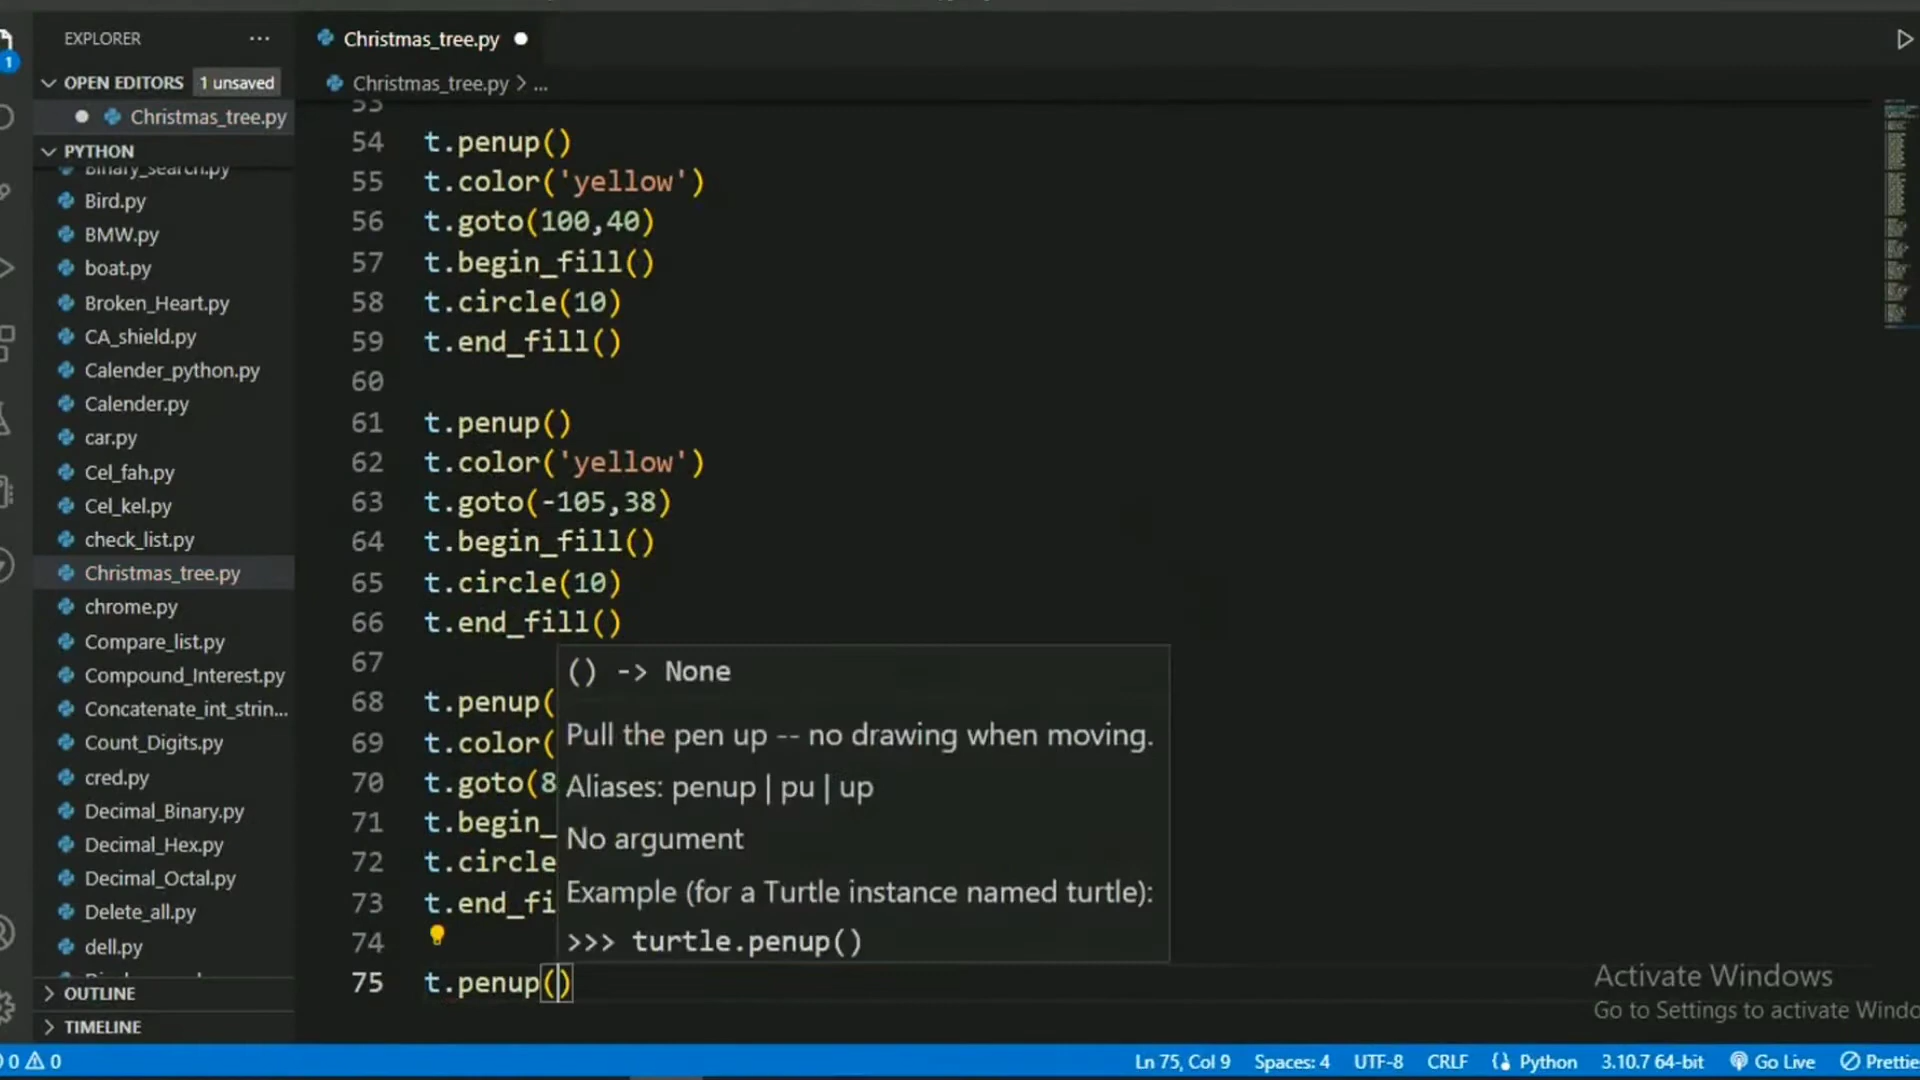 EXPLORER
···
Christmas_tree.py
OPEN EDITORS
1 unsaved
Christmas_tree.py > ...
1
Christmas_tree.py
53
PYTHON
Binary_search.py
Bird.py
BMW.py
boat.py
Broken_Heart.py
CA_shield.py
Calender_python.py
Calender.py
car.py
Cel_fah.py
Cel_kel.py
check_list.py
Christmas_tree.py
chrome.py
Compare_list.py
Compound_Interest.py
Concatenate_int_strin...
Count_Digits.py
cred.py
Decimal_Binary.py
Decimal_Hex.py
Decimal_Octal.py
Delete_all.py
dell.py
OUTLINE
TIMELINE
54 t.penup()
55 t.color('yellow')
56 t.goto(100,40)
57 t.begin_fill()
58 t.circle(10)
59 t.end_fill()
60
61 t.penup()
62 t.color('yellow')
63 t.goto(-105,38)
64 t.begin_fill()
65 t.circle(10)
66 t.end_fill()
67
68 t.penup(
69 t.color(
70 t.goto(8
71 t.begin_
72 t.circle
73 t.end_fi
74
75 t.penup()
() -> None
Pull the pen up -- no drawing when moving.
Aliases: penup | pu | up
No argument
Example (for a Turtle instance named turtle):
>>> turtle.penup()
Activate Windows
Go to Settings to activate Windo
0 0 Ln 75, Col 9 Spaces: 4 UTF-8 CRLF Python 3.10.7 64-bit Go Live Prettie